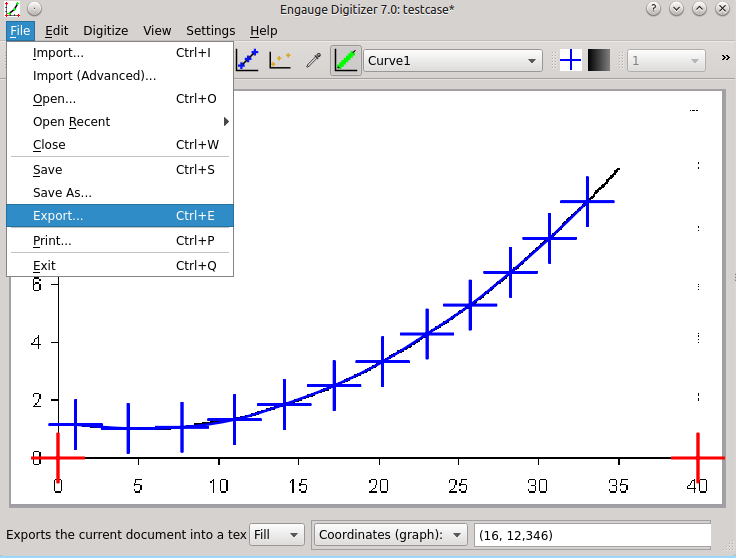 Engauge Digitizer 7.0: testcase*
File Edit Digitize View Settings Help
Curve1
1
»
Import... Ctrl+I
Import (Advanced)...
Open... Ctrl+O
Open Recent
Close Ctrl+W
Save Ctrl+S
Save As...
Export... Ctrl+E
Print... Ctrl+P
Exit Ctrl+Q
6
4
2
0
0 5 10 15 20 25 30 35 40
Exports the current document into a tex
Fill
Coordinates (graph):
(16, 12,346)